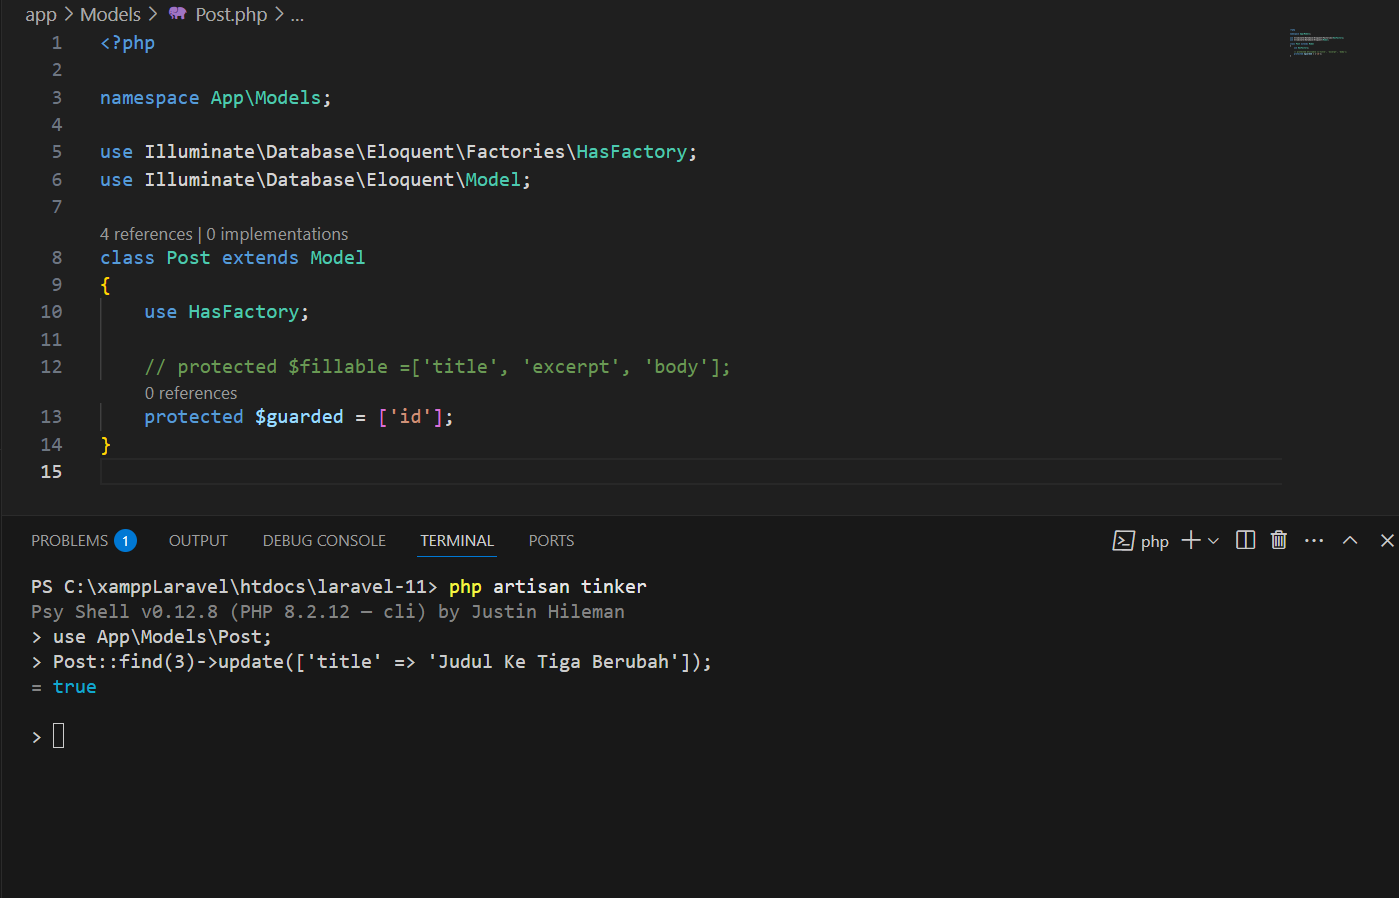 app > Models > Post.php > ...
1 <?php
2
3 namespace App\Models;
4
5 use Illuminate\Database\Eloquent\Factories\HasFactory;
6 use Illuminate\Database\Eloquent\Model;
7
4 references | 0 implementations
8 class Post extends Model
9 {
10 use HasFactory;
11
12 // protected $fillable =['title', 'excerpt', 'body'];
0 references
13 protected $guarded = ['id'];
14 }
15
PROBLEMS 1 OUTPUT DEBUG CONSOLE TERMINAL PORTS php
PS C:\xamppLaravel\htdocs\laravel-11> php artisan tinker
Psy Shell v0.12.8 (PHP 8.2.12 — cli) by Justin Hileman
> use App\Models\Post;
> Post::find(3)->update(['title' => 'Judul Ke Tiga Berubah']);
= true
>